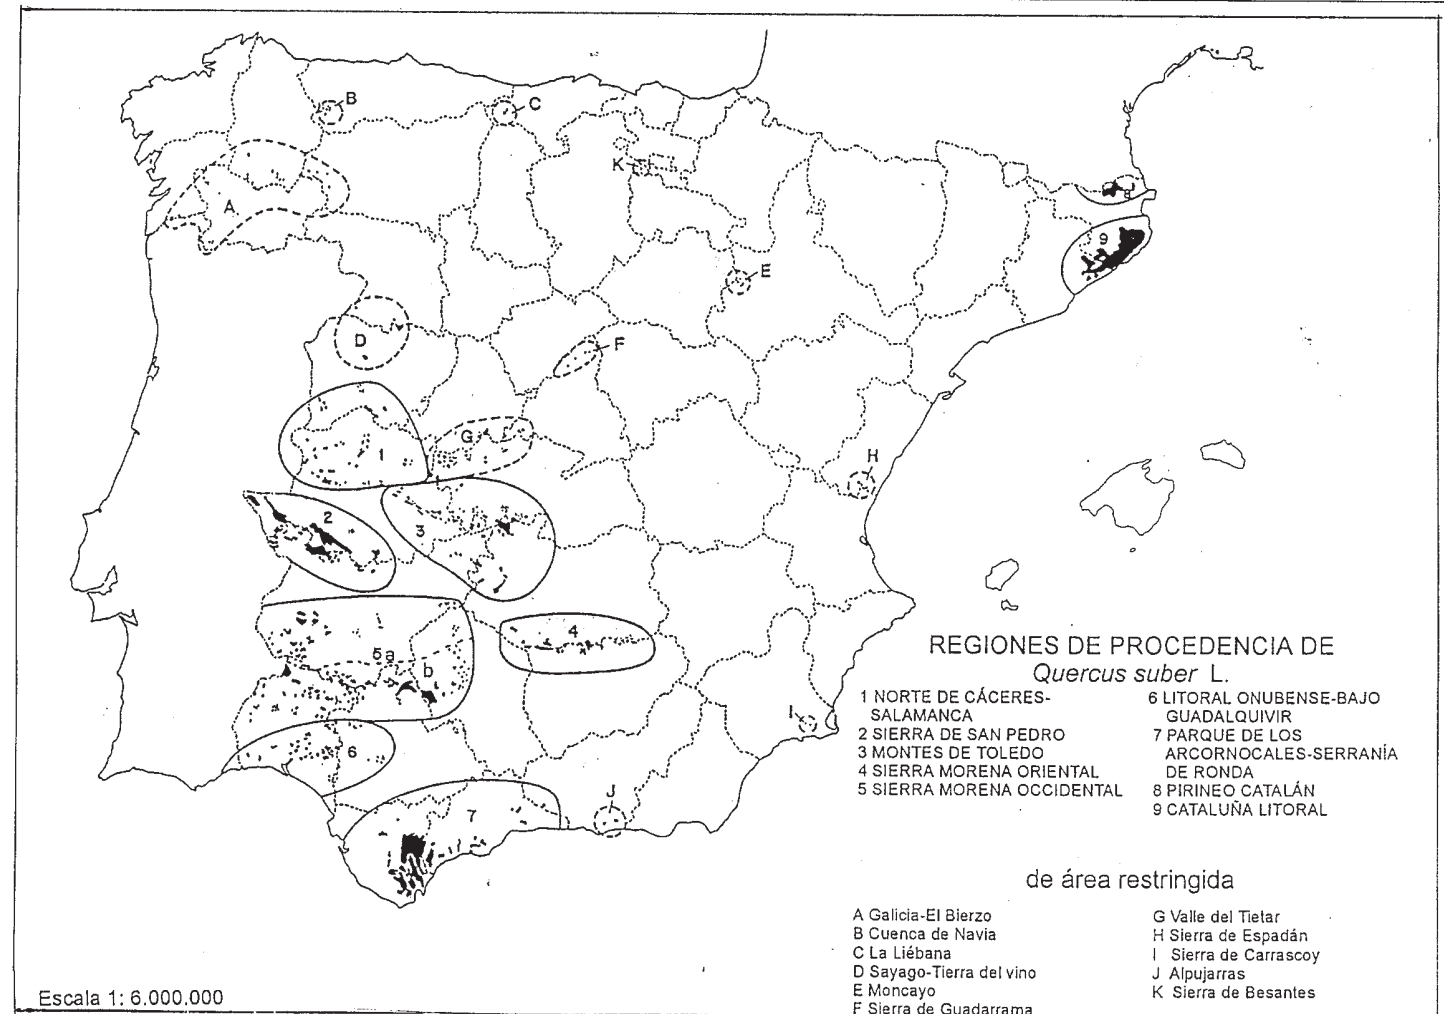 B
C
K
A
8
9
E
D
F
G
1
H
2
3
4
5a
b
I
6
J
7
REGIONES DE PROCEDENCIA DE
Quercus suber L.
1 NORTE DE CÁCERES-
SALAMANCA
2 SIERRA DE SAN PEDRO
3 MONTES DE TOLEDO
4 SIERRA MORENA ORIENTAL
5 SIERRA MORENA OCCIDENTAL
6 LITORAL ONUBENSE-BAJO
GUADALQUIVIR
7 PARQUE DE LOS
ARCORNOCALES-SERRANÍA
DE RONDA
8 PIRINEO CATALÁN
9 CATALUÑA LITORAL
de área restringida
A Galicia-El Bierzo
B Cuenca de Navia
C La Liébana
D Sayago-Tierra del vino
E Moncayo
F Sierra de Guadarrama
G Valle del Tietar
H Sierra de Espadán
I Sierra de Carrascoy
J Alpujarras
K Sierra de Besantes
Escala 1: 6.000.000